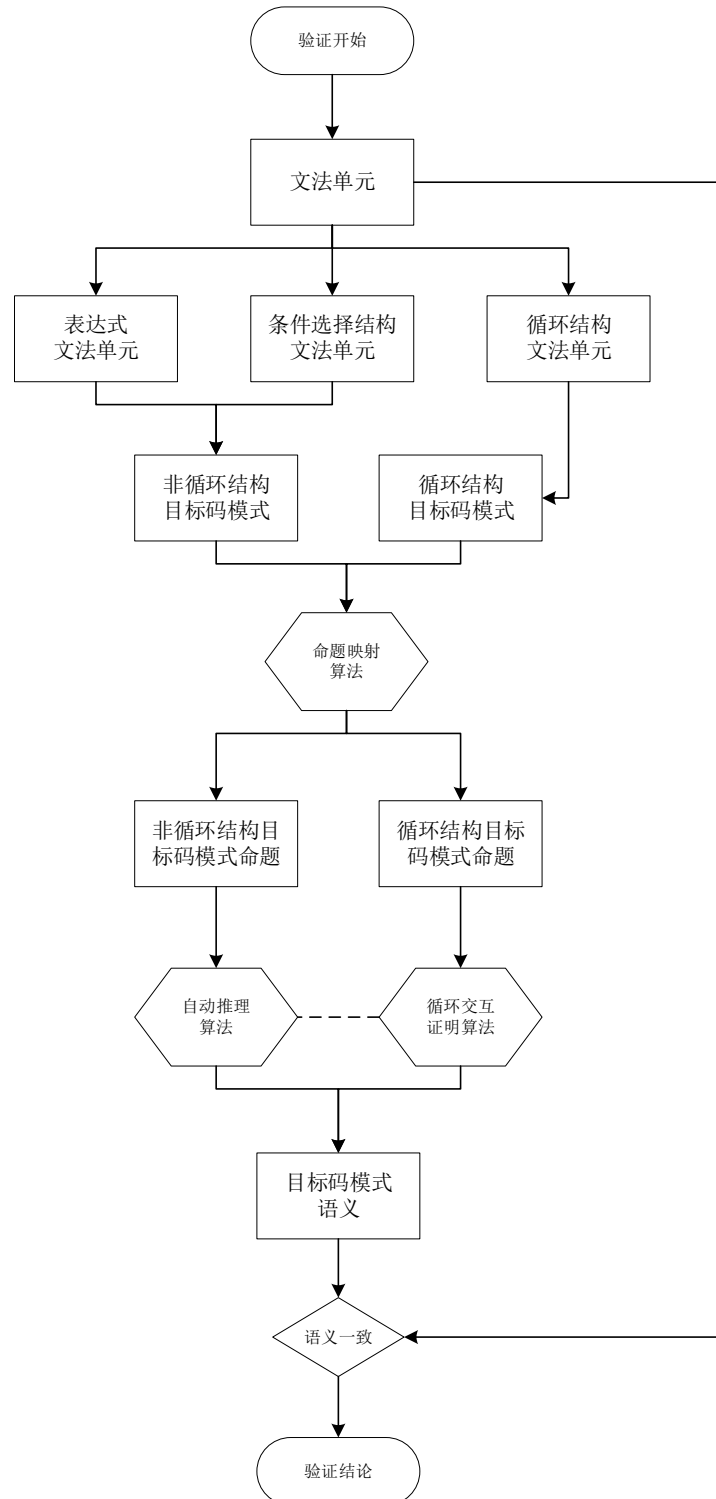 验证开始
文法单元
表达式
文法单元
条件选择结构
文法单元
循环结构
文法单元
非循环结构
目标码模式
循环结构
目标码模式
命题映射
算法
非循环结构目
标码模式命题
循环结构目标
码模式命题
自动推理
算法
循环交互
证明算法
目标码模式
语义
语义一致
验证结论